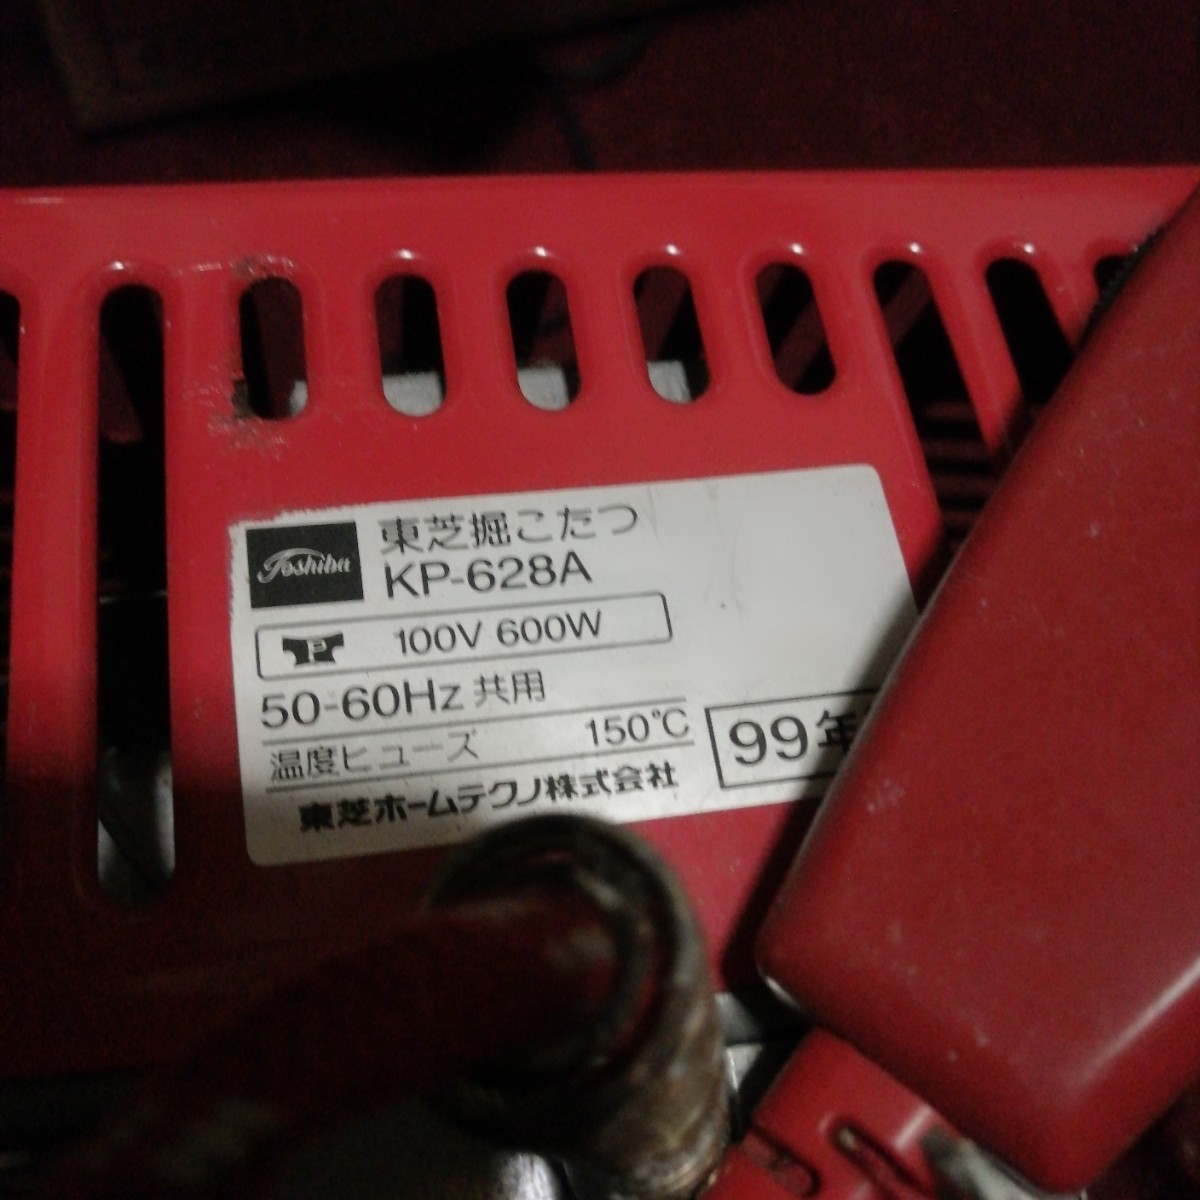 Toshiba
東芝掘こたつ
KP-628A
P 100V 600W
50-60Hz 共用
温度ヒューズ 150℃
99年
東芝ホームテクノ株式会社